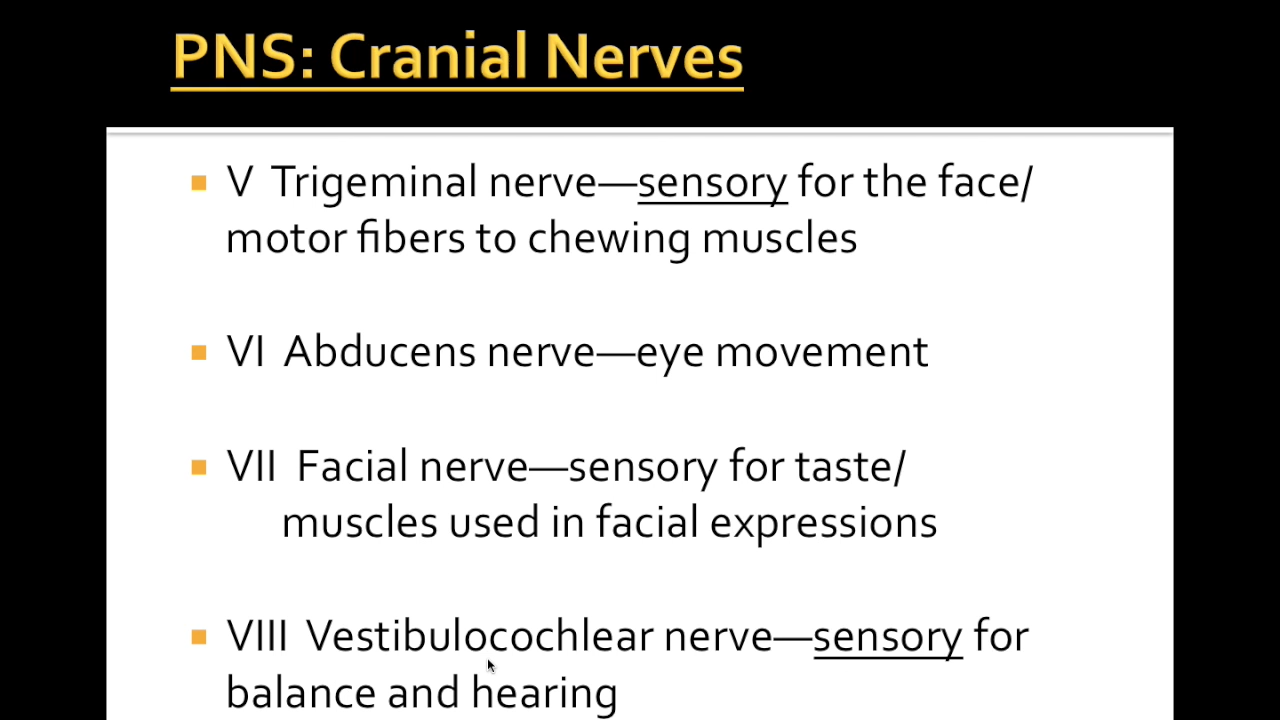 PNS: Cranial Nerves
V Trigeminal nerve—sensory for the face/
motor fibers to chewing muscles
VI Abducens nerve—eye movement
VII Facial nerve—sensory for taste/
muscles used in facial expressions
VIII Vestibulocochlear nerve—sensory for
balance and hearing